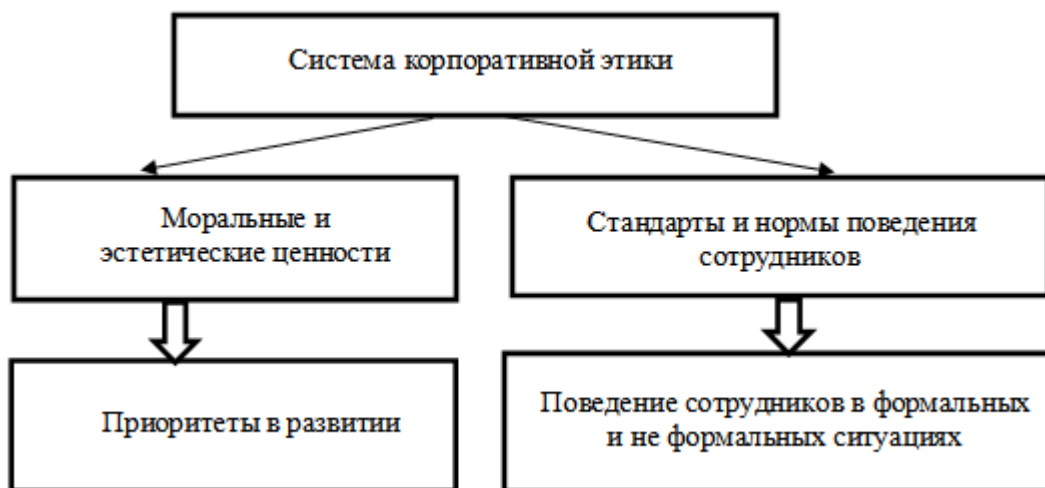 Система корпоративной этики
Моральные и
эстетические ценности
Стандарты и нормы поведения
сотрудников
Приоритеты в развитии
Поведение сотрудников в формальных
и не формальных ситуациях